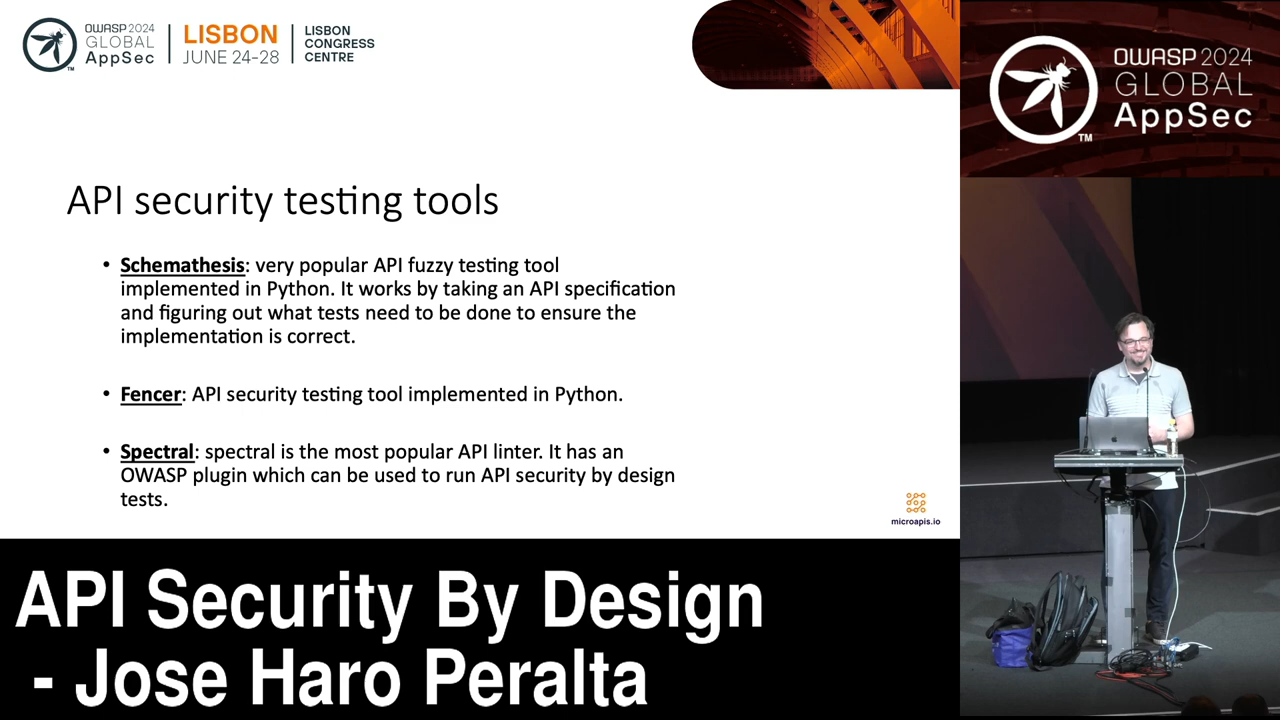 OWASP 2024
GLOBAL
AppSec
TM
LISBON
JUNE 24-28
LISBON
CONGRESS
CENTRE
OWASP 2024
GLOBAL
AppSec
TM
API security testing tools
• Schemathesis: very popular API fuzzy testing tool
implemented in Python. It works by taking an API specification
and figuring out what tests need to be done to ensure the
implementation is correct.
• Fencer: API security testing tool implemented in Python.
• Spectral: spectral is the most popular API linter. It has an
OWASP plugin which can be used to run API security by design
tests.
microapis.io
API Security By Design
- Jose Haro Peralta